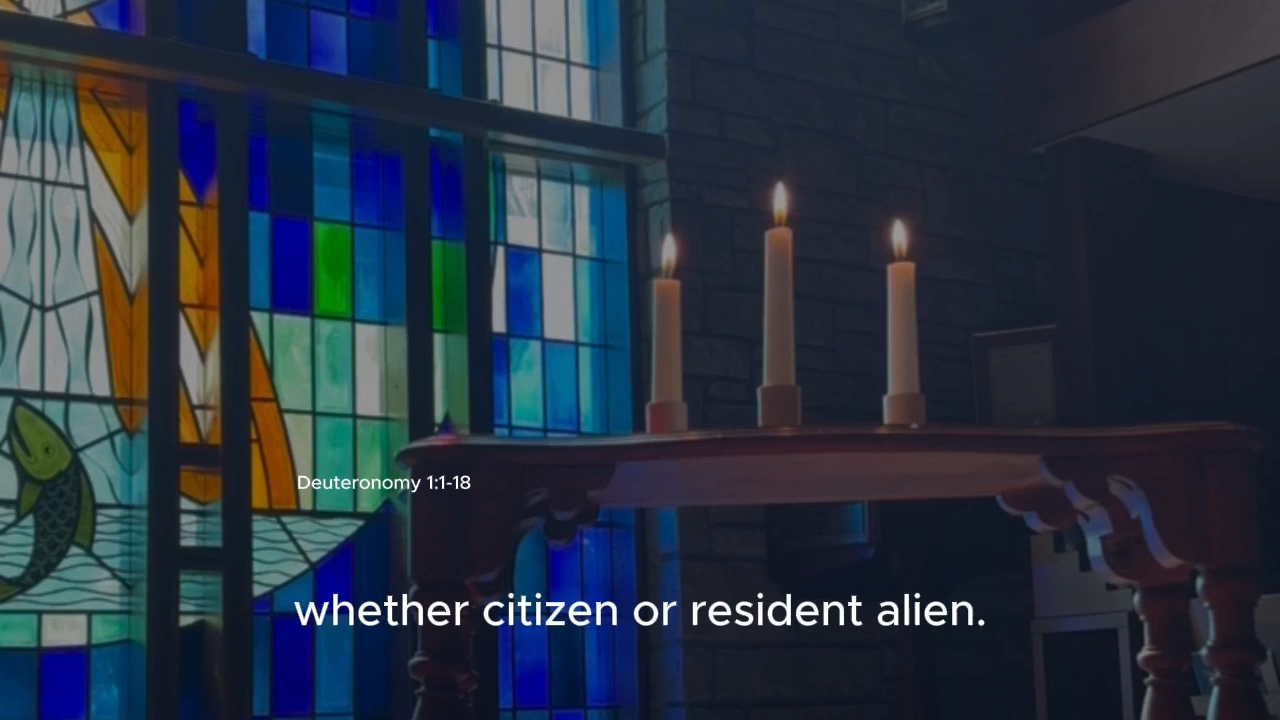 Deuteronomy 1:1-18
whether citizen or resident alien.